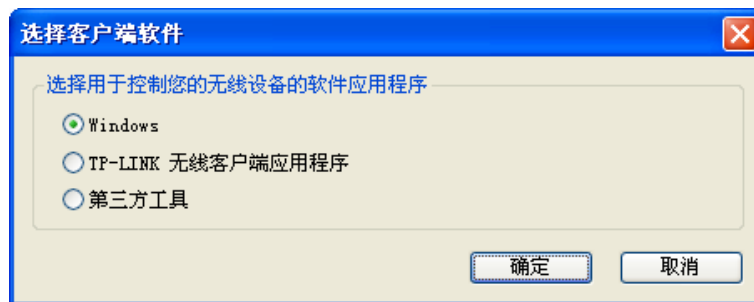 选择客户端软件
选择用于控制您的无线设备的软件应用程序
Windows
TP-LINK 无线客户端应用程序
第三方工具
确定
取消